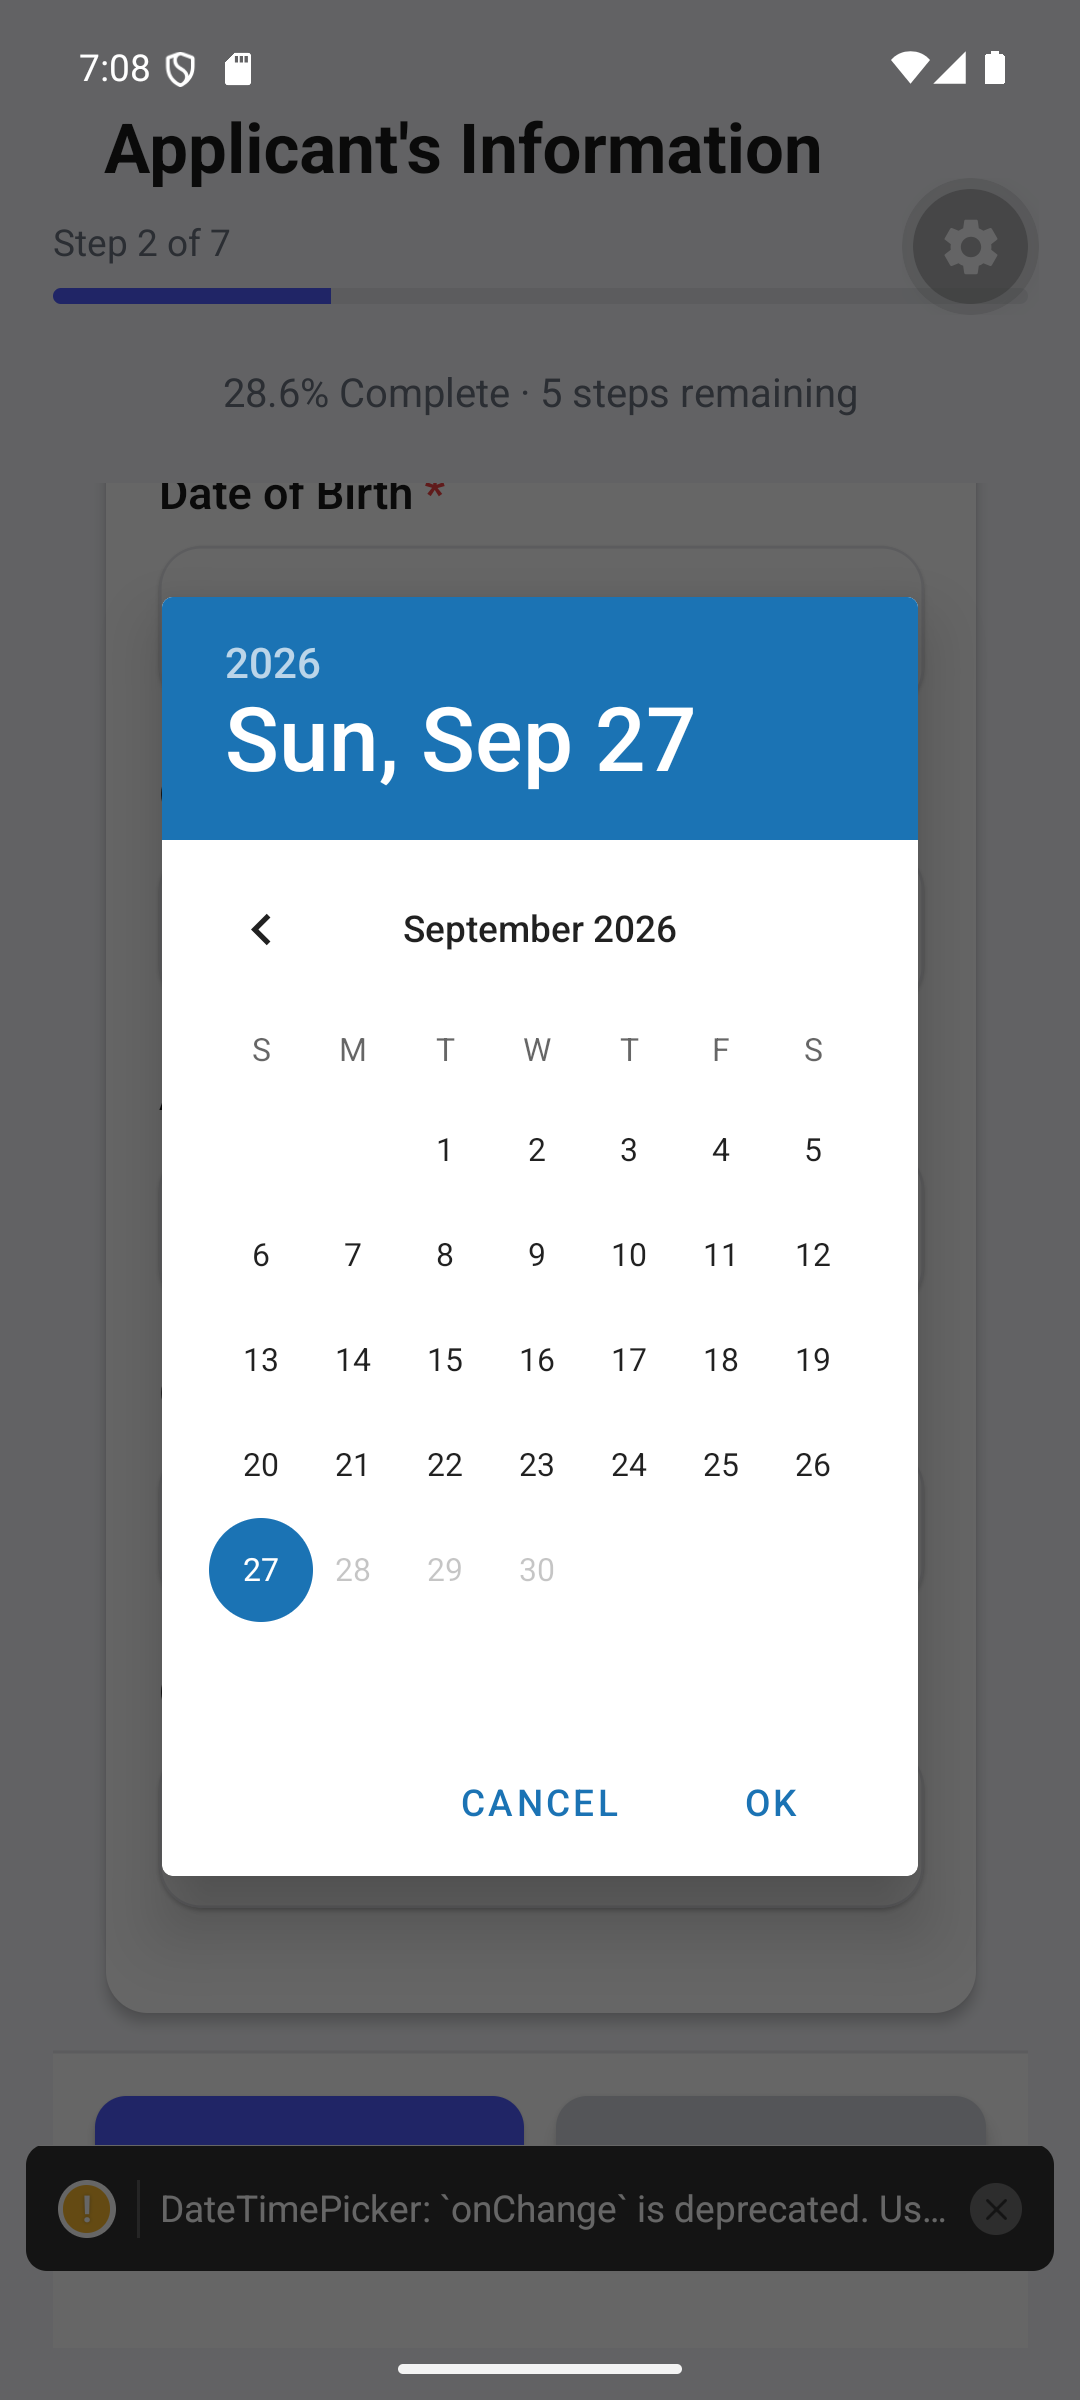 7:08
Applicant's Information
Step 2 of 7
28.6% Complete · 5 steps remaining
Date of Birth *
2026
Sun, Sep 27
September 2026
S M T W T F S
1 2 3 4 5
6 7 8 9 10 11 12
13 14 15 16 17 18 19
20 21 22 23 24 25 26
27 28 29 30
CANCEL OK
! DateTimePicker: `onChange` is deprecated. Us...